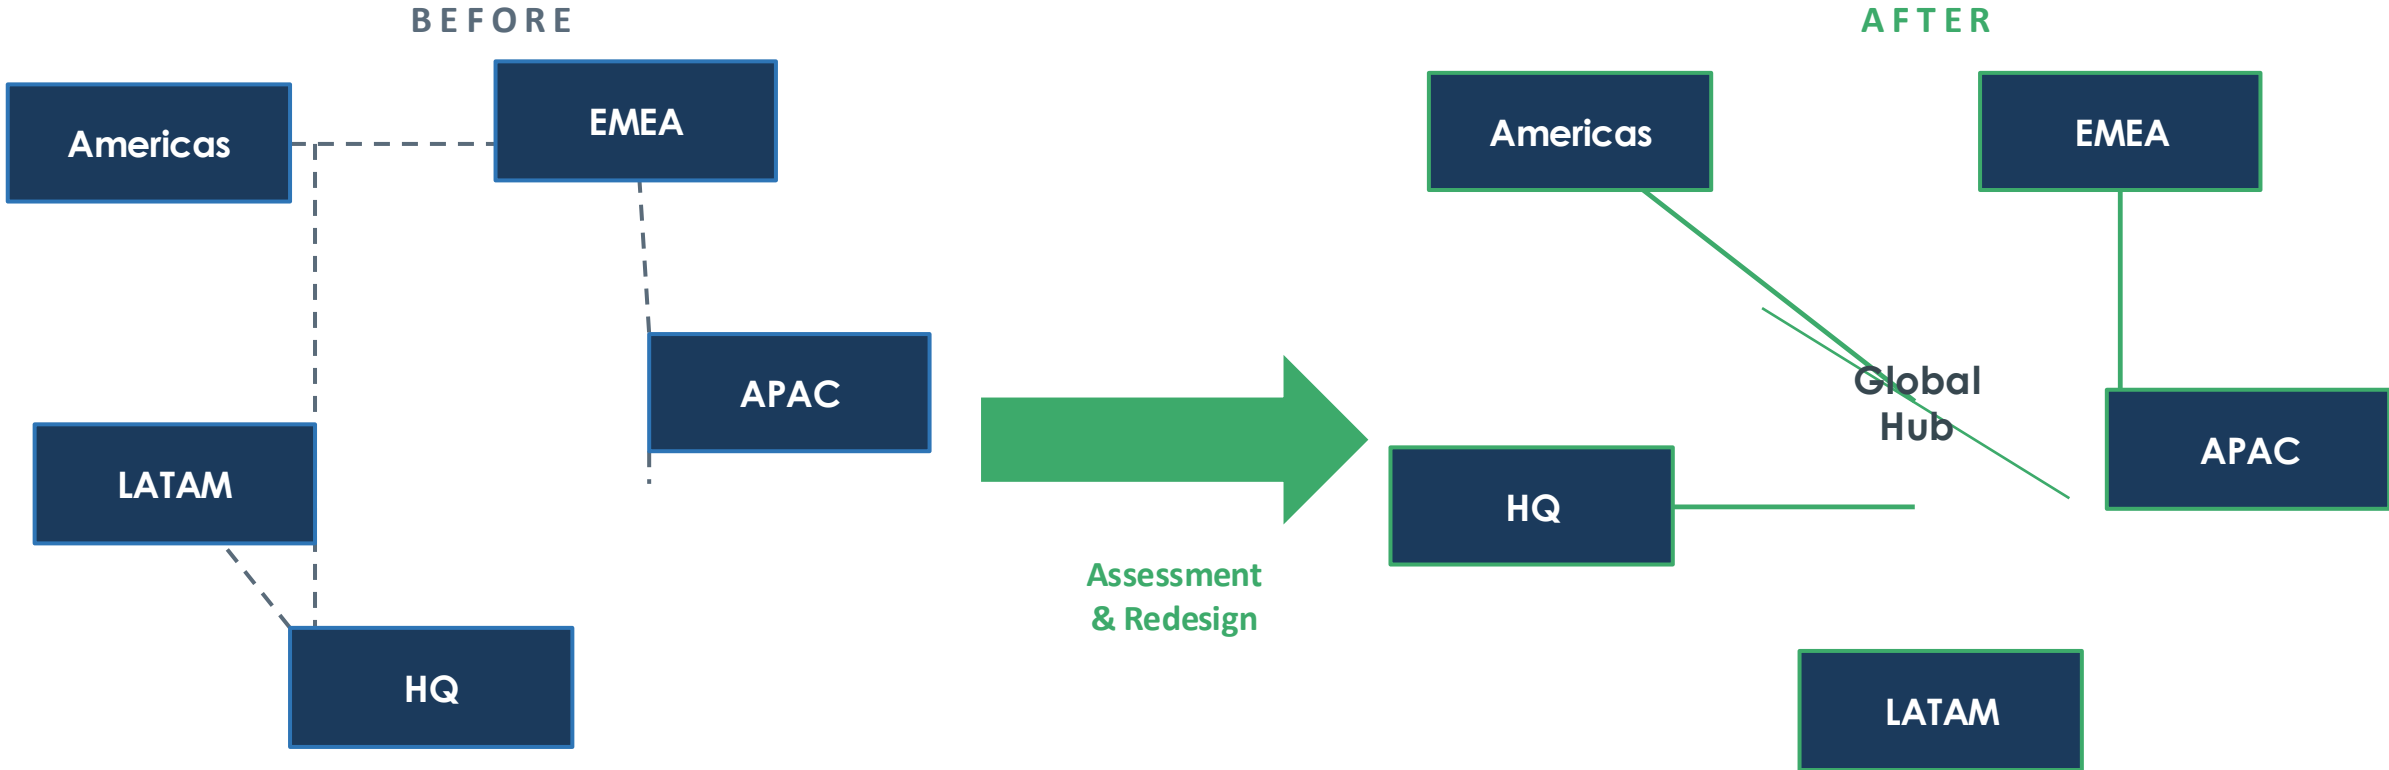 BEFORE
Americas
EMEA
APAC
LATAM
HQ
Assessment
& Redesign
AFTER
Americas
EMEA
Global
Hub
APAC
HQ
LATAM